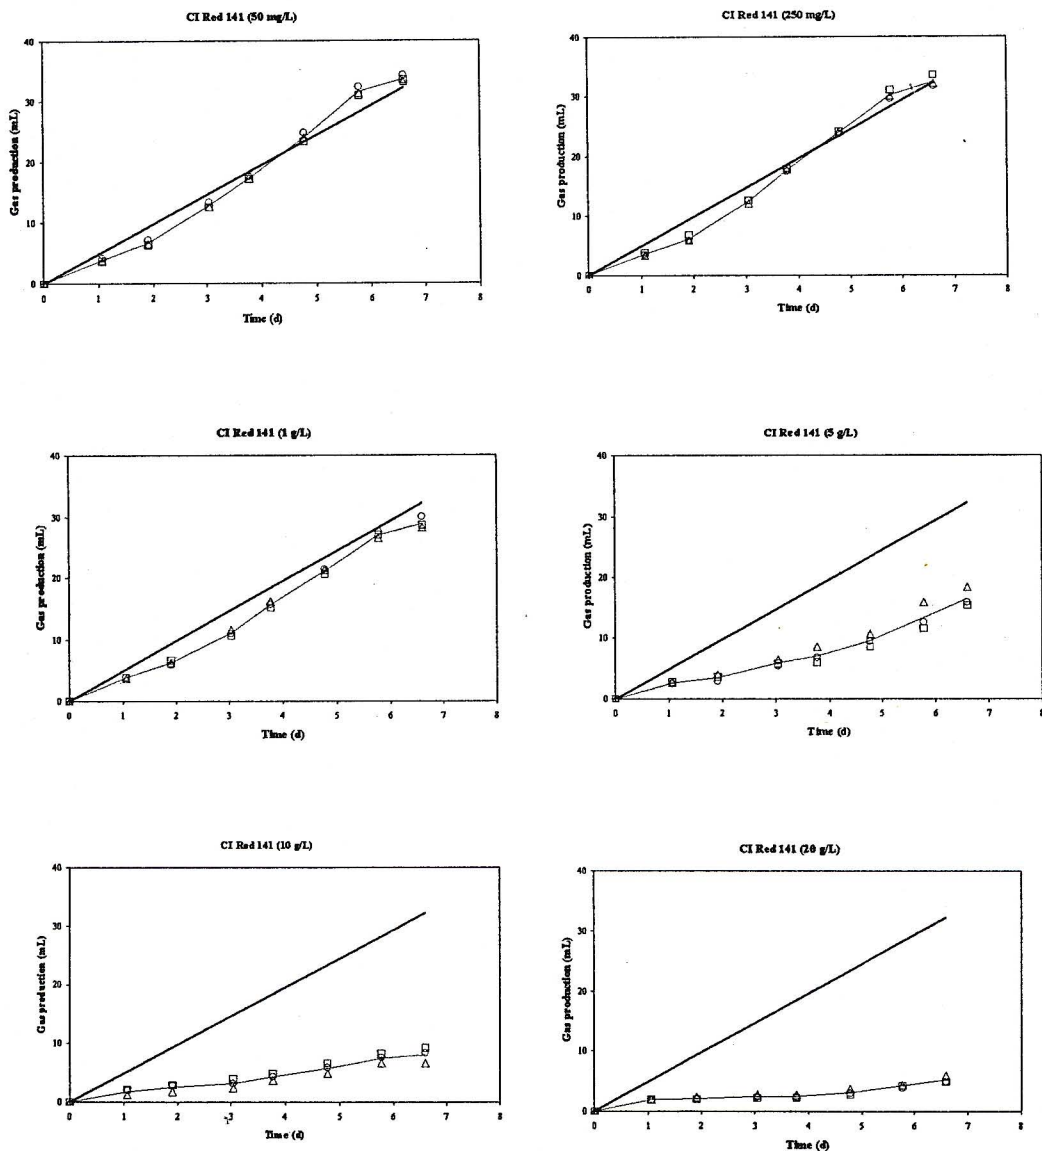 CI Red 141 (50 mg/L)
40
30
20
10
0
Gas production (mL)
0 1 2 3 4 5 6 7 8
Time (d)
CI Red 141 (250 mg/L)
40
30
20
10
0
Gas production (mL)
0 1 2 3 4 5 6 7 8
Time (d)
CI Red 141 (1 g/L)
40
30
20
10
0
Gas production (mL)
0 1 2 3 4 5 6 7 8
Time (d)
CI Red 141 (5 g/L)
40
30
20
10
0
Gas production (mL)
0 1 2 3 4 5 6 7 8
Time (d)
CI Red 141 (10 g/L)
40
30
20
10
0
Gas production (mL)
0 1 2 3 4 5 6 7 8
Time (d)
CI Red 141 (20 g/L)
40
30
20
10
0
Gas production (mL)
0 1 2 3 4 5 6 7 8
Time (d)